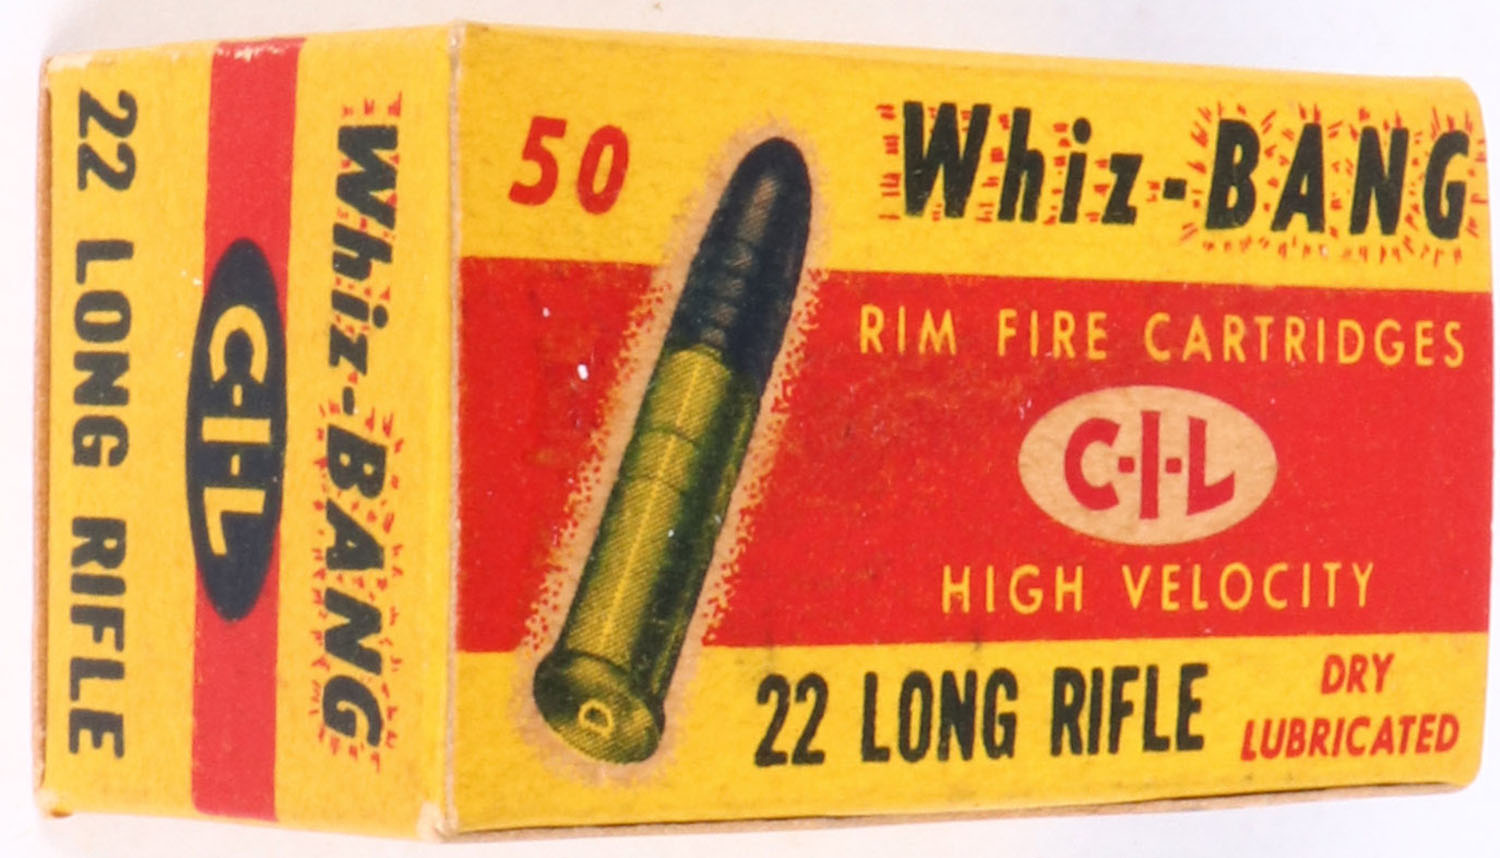 50
Whiz-BANG
RIM FIRE CARTRIDGES
C-I-L
HIGH VELOCITY
22 LONG RIFLE
DRY
LUBRICATED
D
Whiz-BANG
C-I-L
22 LONG RIFLE